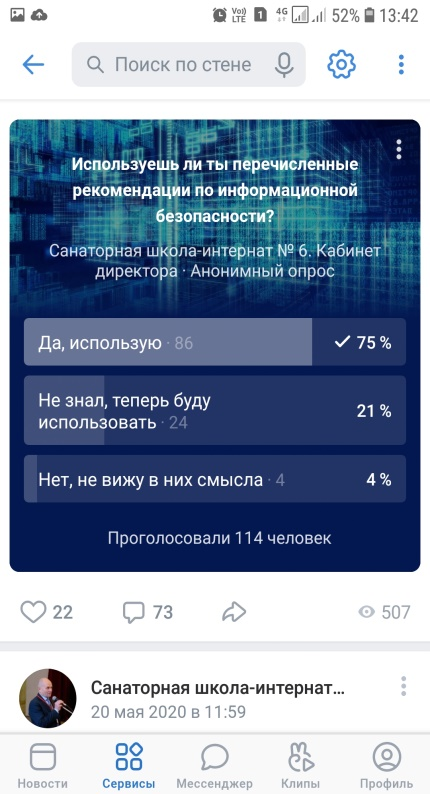 Vo)) LTE 1 4G 52% 13:42
Поиск по стене
Используешь ли ты перечисленные
рекомендации по информационной
безопасности?
Санаторная школа-интернат № 6. Кабинет
директора · Анонимный опрос
Да, использую · 86 75 %
Не знал, теперь буду
использовать · 24 21 %
Нет, не вижу в них смысла · 4 4 %
Проголосовали 114 человек
22 73 507
Санаторная школа-интернат...
20 мая 2020 в 11:59
Новости Сервисы Мессенджер Клипы Профиль